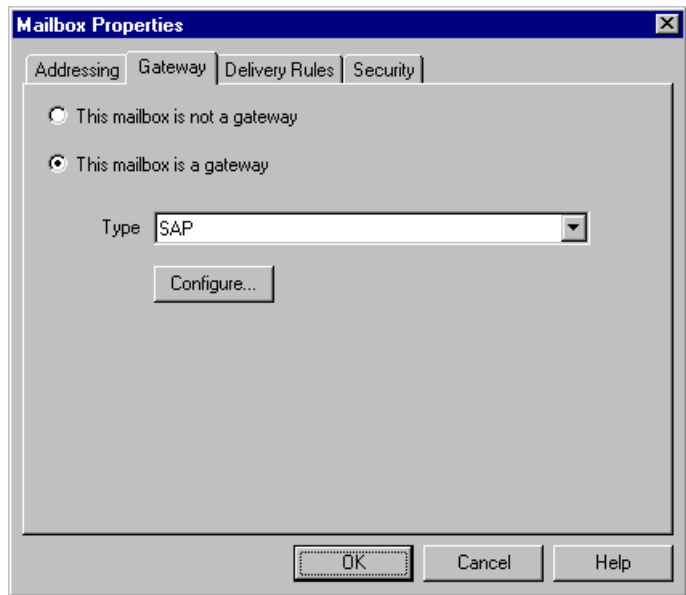 Mailbox Properties
Addressing Gateway Delivery Rules Security
This mailbox is not a gateway
This mailbox is a gateway
Type SAP
Configure...
OK Cancel Help